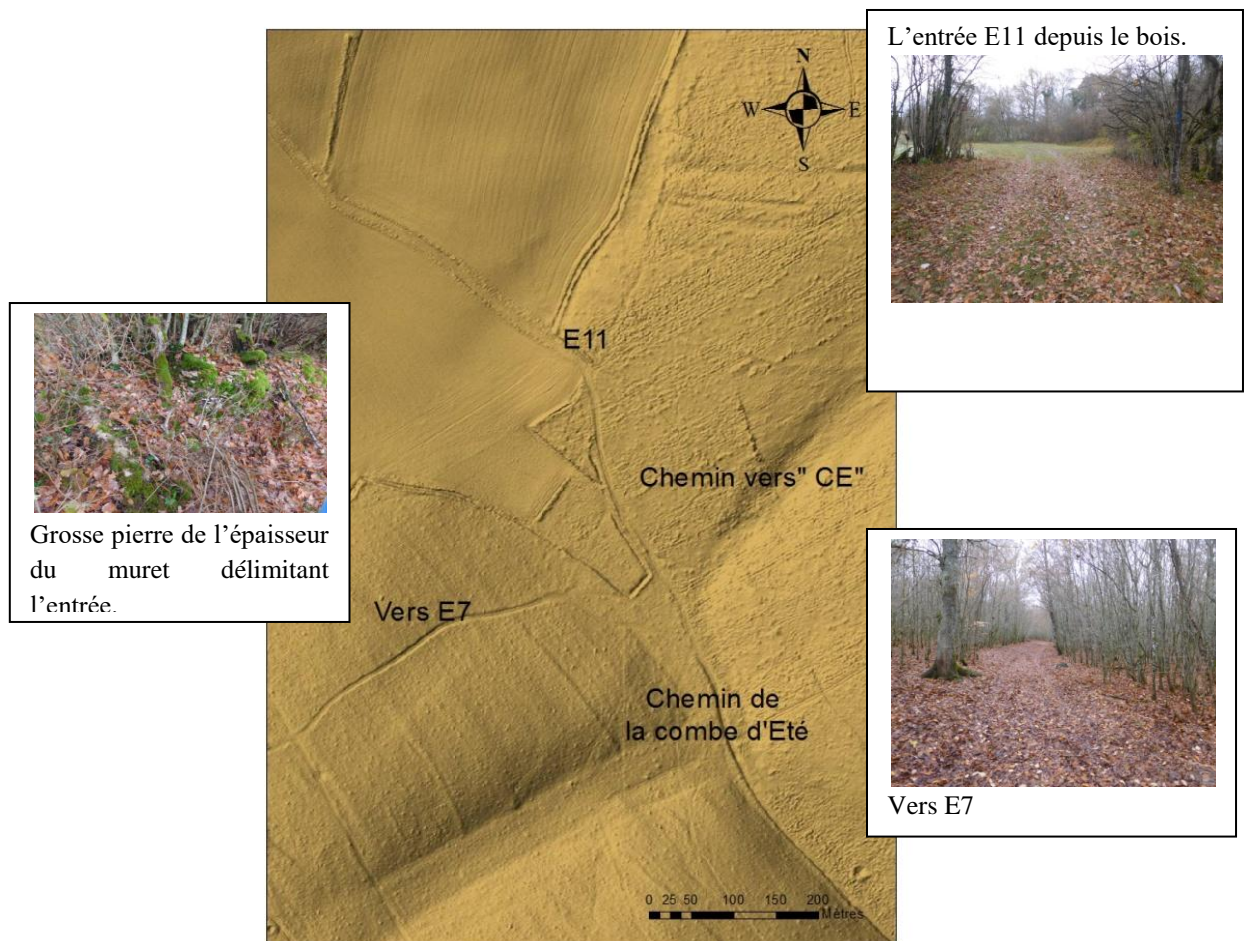 L'entrée E11 depuis le bois.
N
W E
S
E11
Chemin vers" CE"
Grosse pierre de l'épaisseur
du muret délimitant
l'entrée.
Vers E7
Chemin de
la combe d'Eté
Vers E7
0 25 50 100 150 200
Mètres